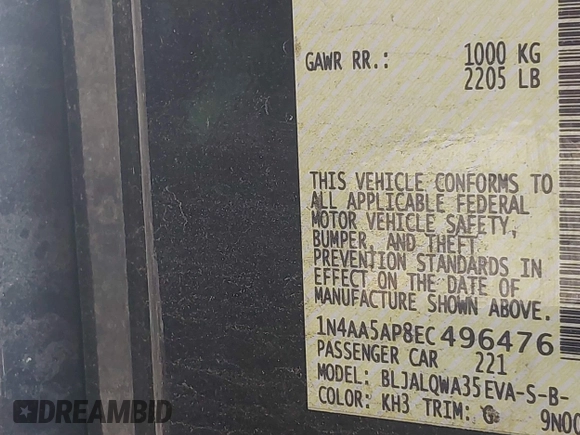 GAWR RR.: 1000 KG
2205 LB
THIS VEHICLE CONFORMS TO
ALL APPLICABLE FEDERAL
MOTOR VEHICLE SAFETY,
BUMPER, AND THEFT
PREVENTION STANDARDS IN
EFFECT ON THE DATE OF
MANUFACTURE SHOWN ABOVE.
1N4AA5AP8EC496476
PASSENGER CAR 221
MODEL: BLJALQWA35EVA-S-B-
COLOR: KH3 TRIM: G 9N0
DREAMBID